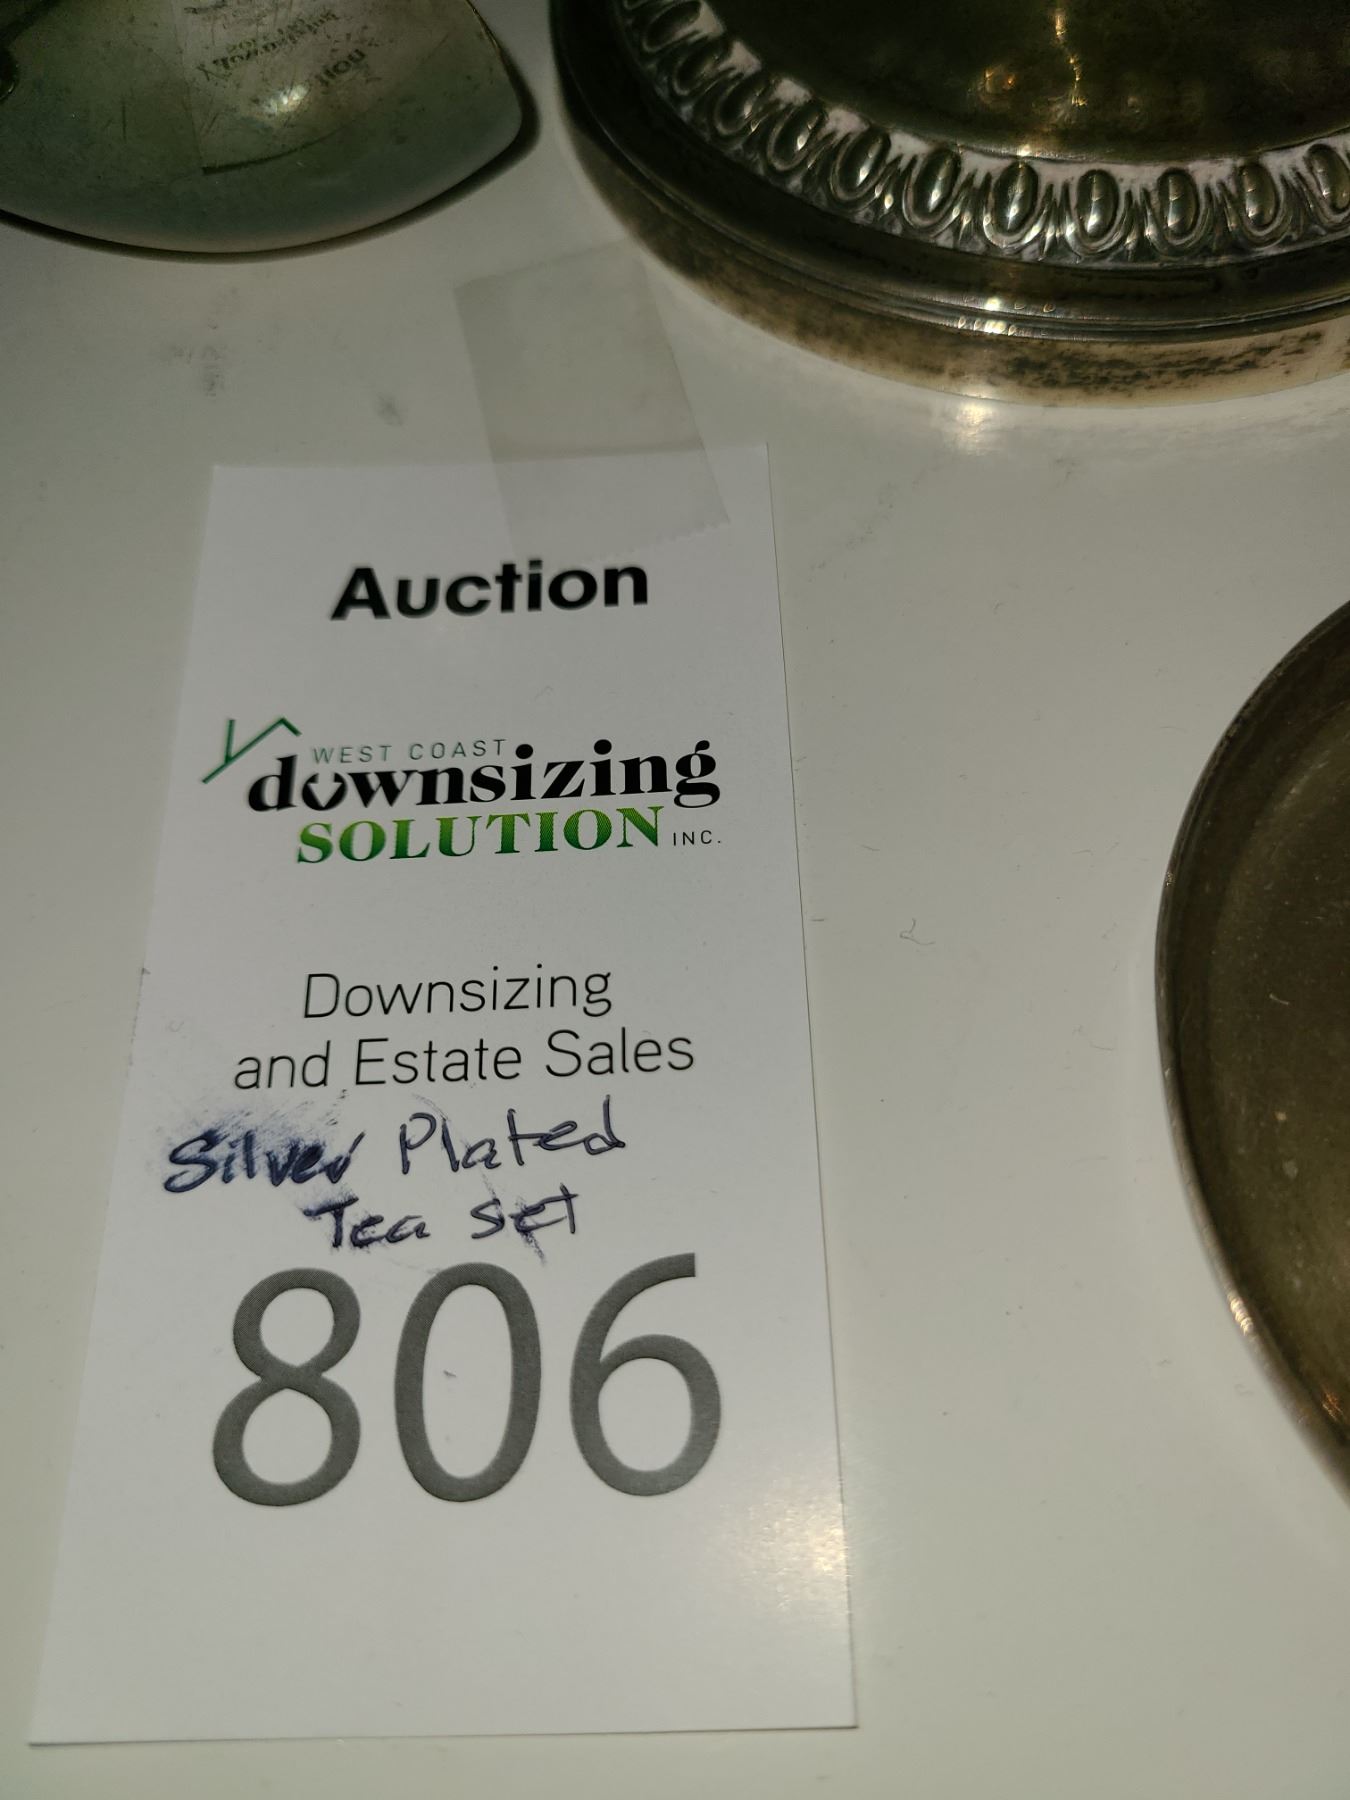 Auction
WEST COAST
downsizing
SOLUTION INC.
Downsizing
and Estate Sales
Silver Plated
Tea Set
806